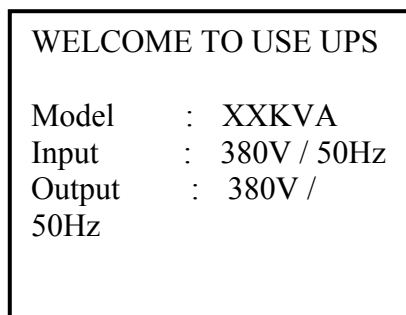 WELCOME TO USE UPS
Model : XXKVA
Input : 380V / 50Hz
Output : 380V /
50Hz